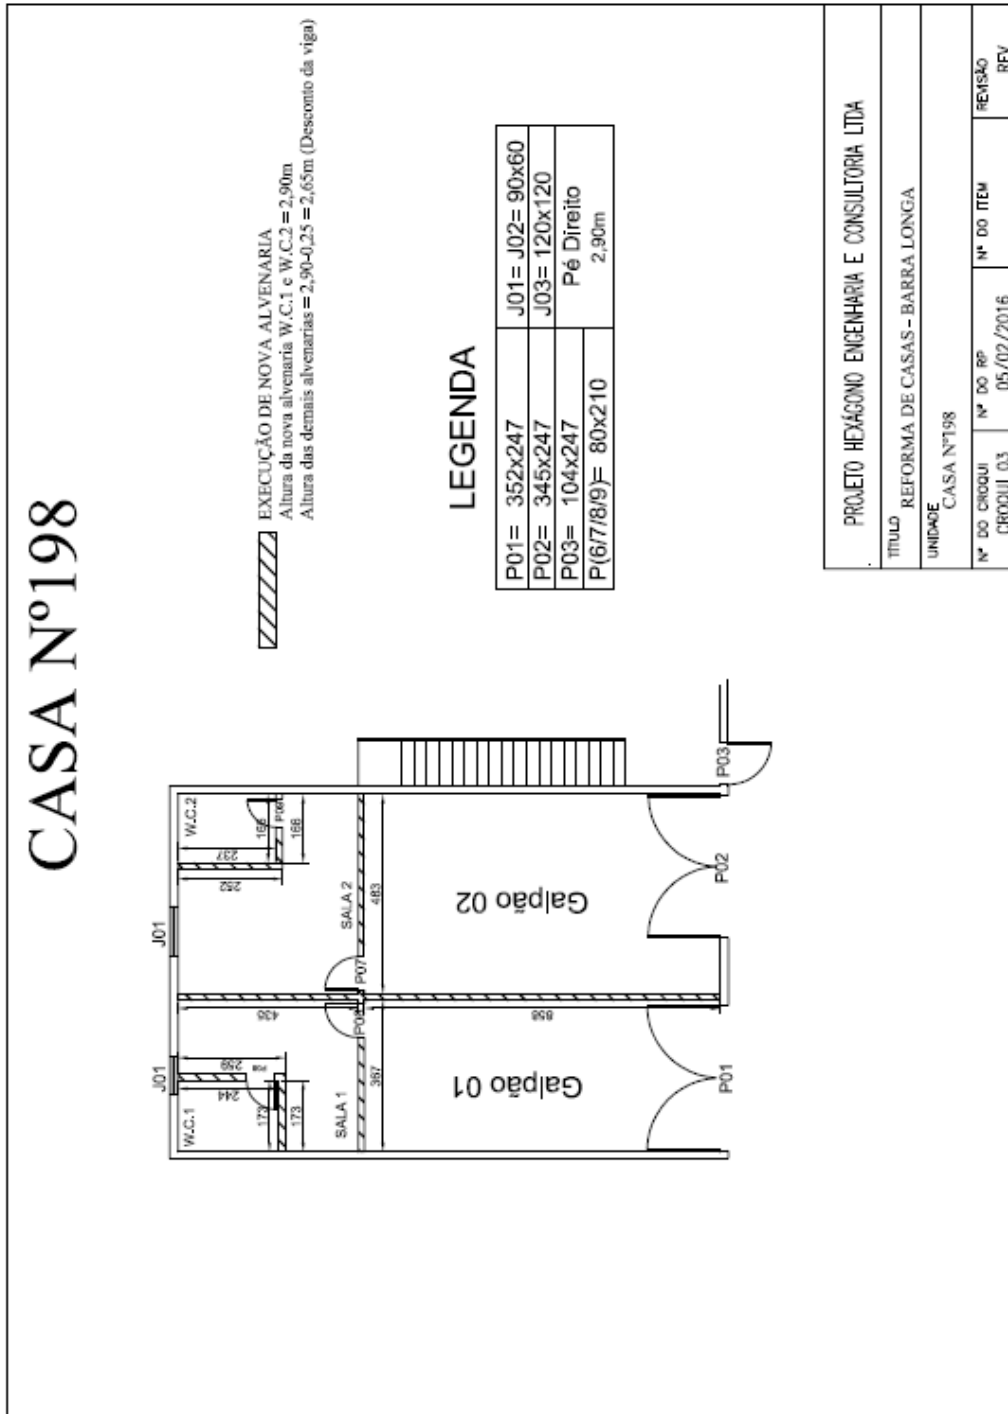 CASA Nº198
EXECUÇÃO DE NOVA ALVENARIA
Altura da nova alvenaria W.C.1 e W.C.2 = 2,90m
Altura das demais alvenarias = 2,90-0,25 = 2,65m (Desconto da viga)
LEGENDA
P01= 352x247
J01= J02= 90x60
P02= 345x247
J03= 120x120
P03= 104x247
Pé Direito
2,90m
P(6/7/8/9)= 80x210
J01
J01
W.C.1
244
173
173
SALA 1
436
367
Galpão 01
P01
W.C.2
237
252
168
168
SALA 2
P07
483
858
Galpão 02
P02
P03
PROJETO HEXÁGONO ENGENHARIA E CONSULTORIA LTDA
TITULO
REFORMA DE CASAS - BARRA LONGA
UNIDADE
CASA Nº198
Nº DO CROQUI
CROQUI 03
Nº DO RP
05/02/2016
Nº DO ITEM
REVISÃO
REV